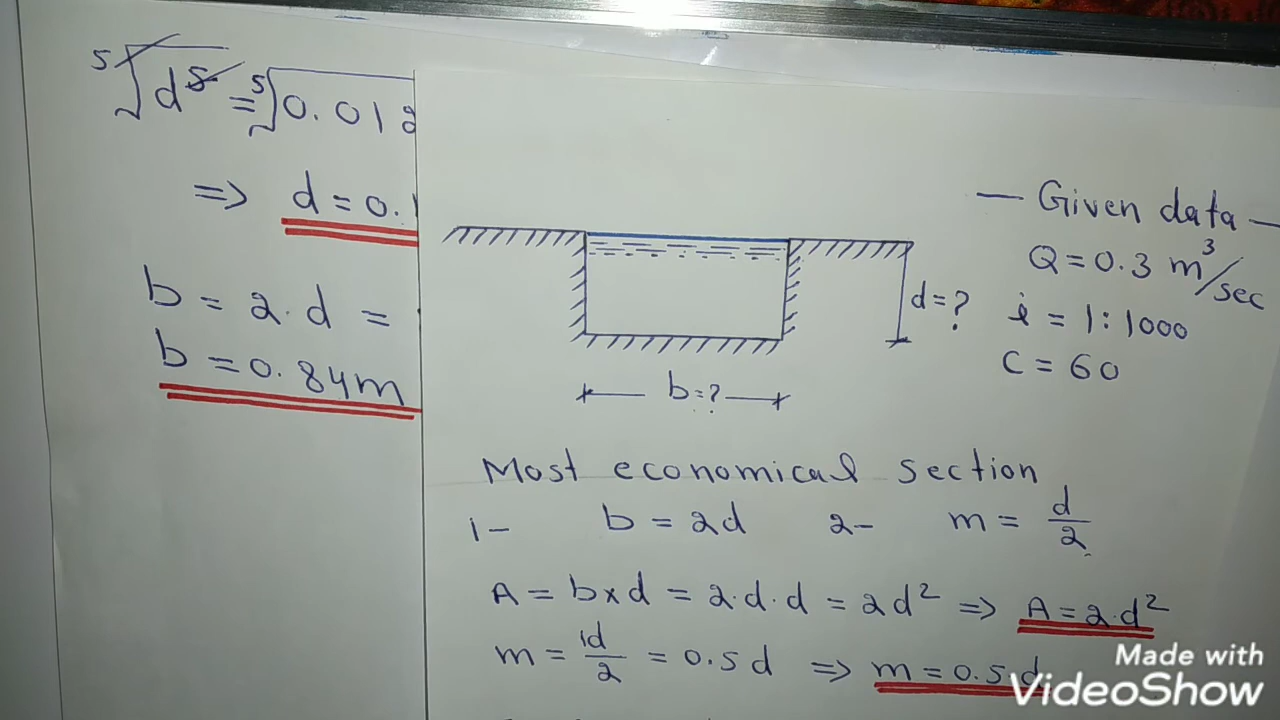 ⁵√d⁵ = ⁵√0.012
=> d = 0.
b = 2.d =
b = 0.84m
— Given data —
Q = 0.3 m³/sec
i = 1:1000
C = 60
d = ?
b = ?
Most economical section
1- b = 2d 2- m = d/2
A = b x d = 2.d.d = 2d² => A = 2.d²
m = 1d/2 = 0.5d => m = 0.5d
Made with
VideoShow